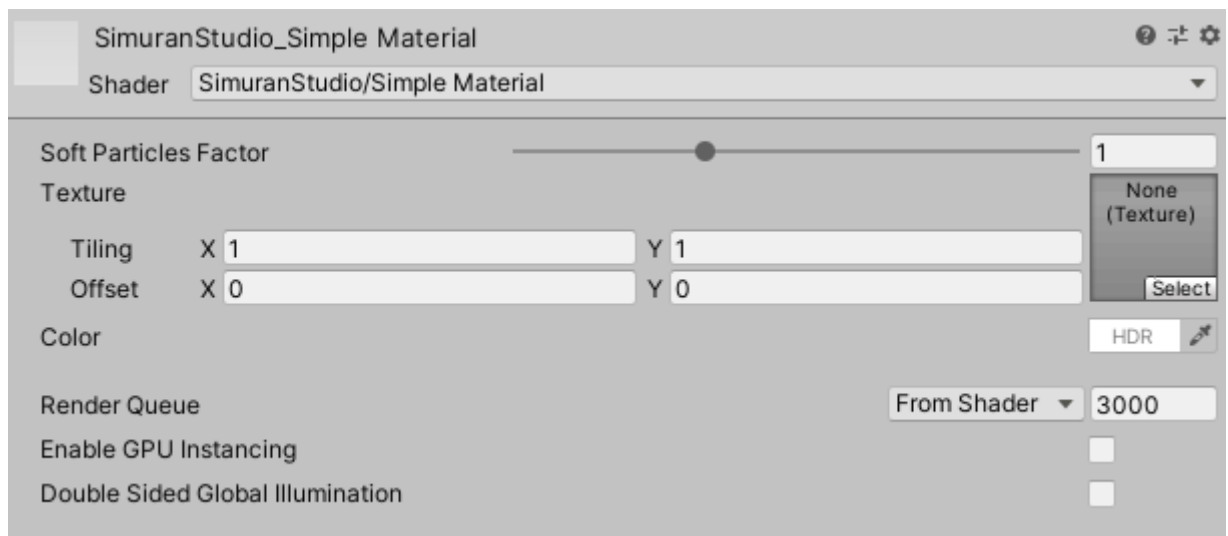 SimuranStudio_Simple Material
Shader SimuranStudio/Simple Material
Soft Particles Factor 1
Texture None
(Texture)
Tiling X 1 Y 1
Offset X 0 Y 0 Select
Color HDR
Render Queue From Shader 3000
Enable GPU Instancing
Double Sided Global Illumination